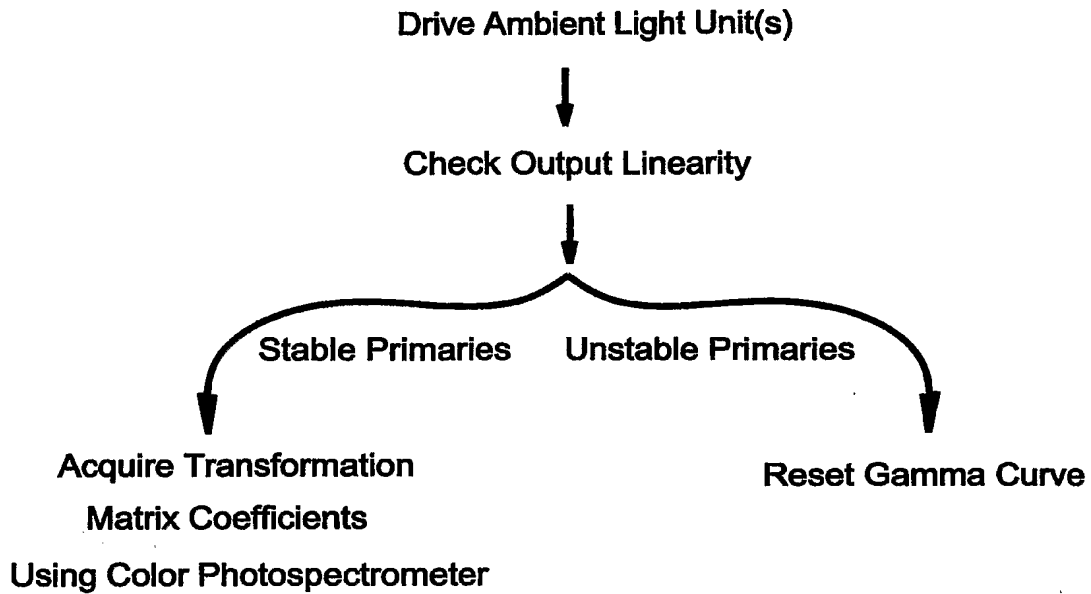 Drive Ambient Light Unit(s)
Check Output Linearity
Stable Primaries
Unstable Primaries
Acquire Transformation
Matrix Coefficients
Using Color Photospectrometer
Reset Gamma Curve